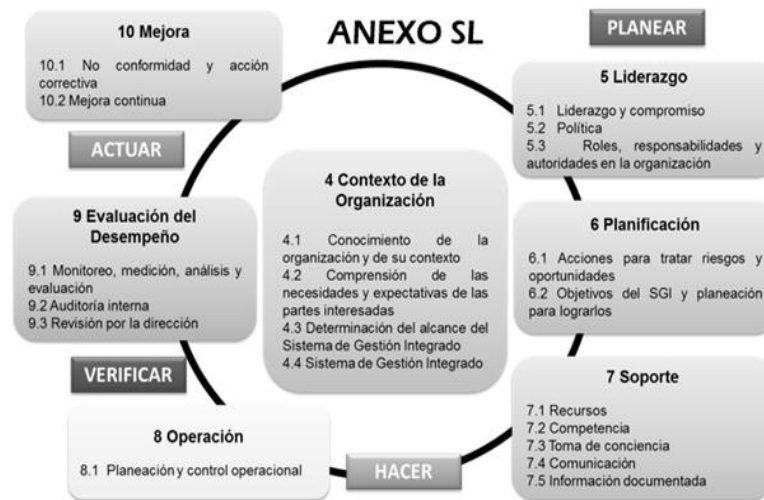 ANEXO SL
PLANEAR
5 Liderazgo
5.1 Liderazgo y compromiso
5.2 Política
5.3 Roles, responsabilidades y
autoridades en la organización
6 Planificación
6.1 Acciones para tratar riesgos y
oportunidades
6.2 Objetivos del SGI y planeación
para lograrlos
7 Soporte
7.1 Recursos
7.2 Competencia
7.3 Toma de conciencia
7.4 Comunicación
7.5 Información documentada
HACER
8 Operación
8.1 Planeación y control operacional
VERIFICAR
9 Evaluación del
Desempeño
9.1 Monitoreo, medición, análisis y
evaluación
9.2 Auditoría interna
9.3 Revisión por la dirección
ACTUAR
10 Mejora
10.1 No conformidad y acción
correctiva
10.2 Mejora continua
4 Contexto de la
Organización
4.1 Conocimiento de la
organización y de su contexto
4.2 Comprensión de las
necesidades y expectativas de las
partes interesadas
4.3 Determinación del alcance del
Sistema de Gestión Integrado
4.4 Sistema de Gestión Integrado